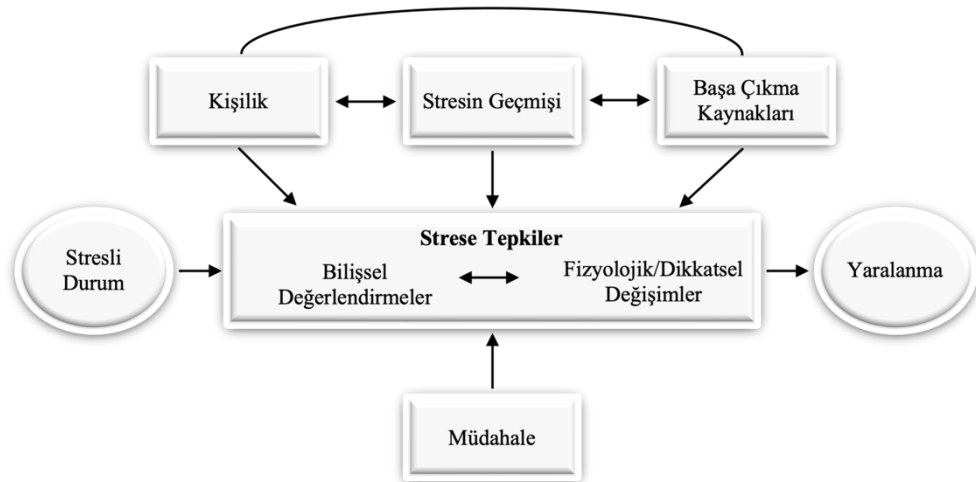 Kişilik
Stresin Geçmişi
Başa Çıkma
Kaynakları
Stresli
Durum
Strese Tepkiler
Bilişsel
Değerlendirmeler
Fizyolojik/Dikkatsel
Değişimler
Yaralanma
Müdahale